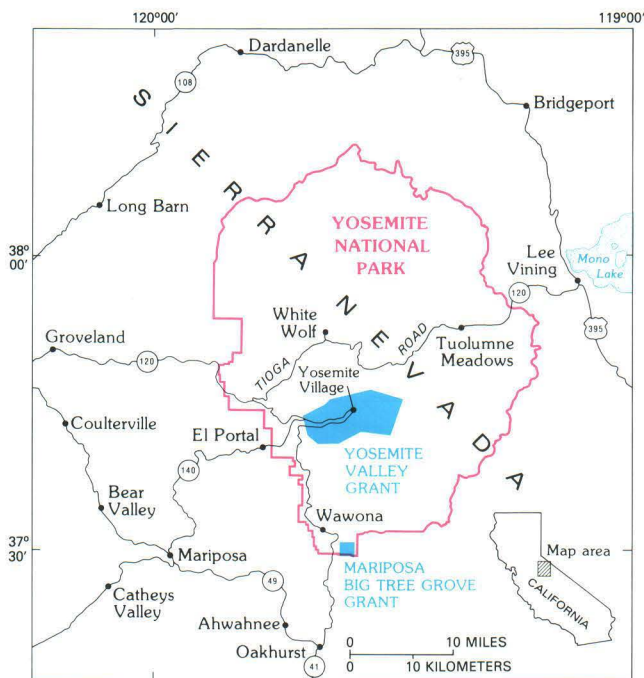 120°00'
119°00'
Dardanelle
395
108
Bridgeport
SIERRA NEVADA
Long Barn
YOSEMITE
NATIONAL
PARK
38°
00'
Lee
Vining
Mono
Lake
120
White
Wolf
395
Groveland
TIOGA ROAD
Tuolumne
Meadows
120
Yosemite
Village
Coulterville
El Portal
YOSEMITE
VALLEY
GRANT
140
Bear
Valley
Wawona
37°
30'
Mariposa
MARIPOSA
BIG TREE GROVE
GRANT
Map area
CALIFORNIA
49
Catheys
Valley
Ahwahnee
Oakhurst
41
0 10 MILES
0 10 KILOMETERS